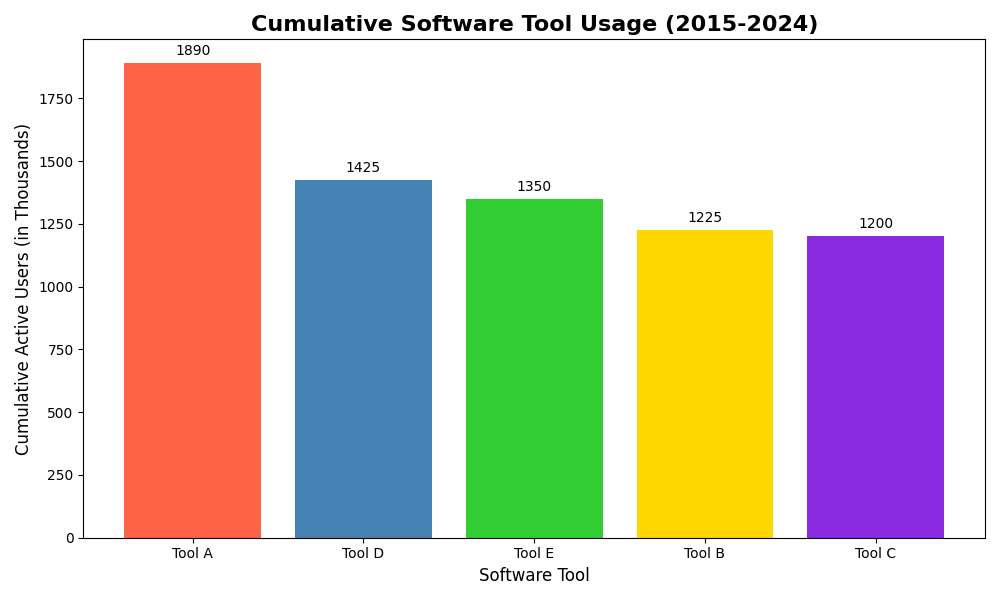 Cumulative Software Tool Usage (2015-2024)
Cumulative Active Users (in Thousands)
1750
1500
1250
1000
750
500
250
0
1890
1425
1350
1225
1200
Tool A
Tool D
Tool E
Tool B
Tool C
Software Tool